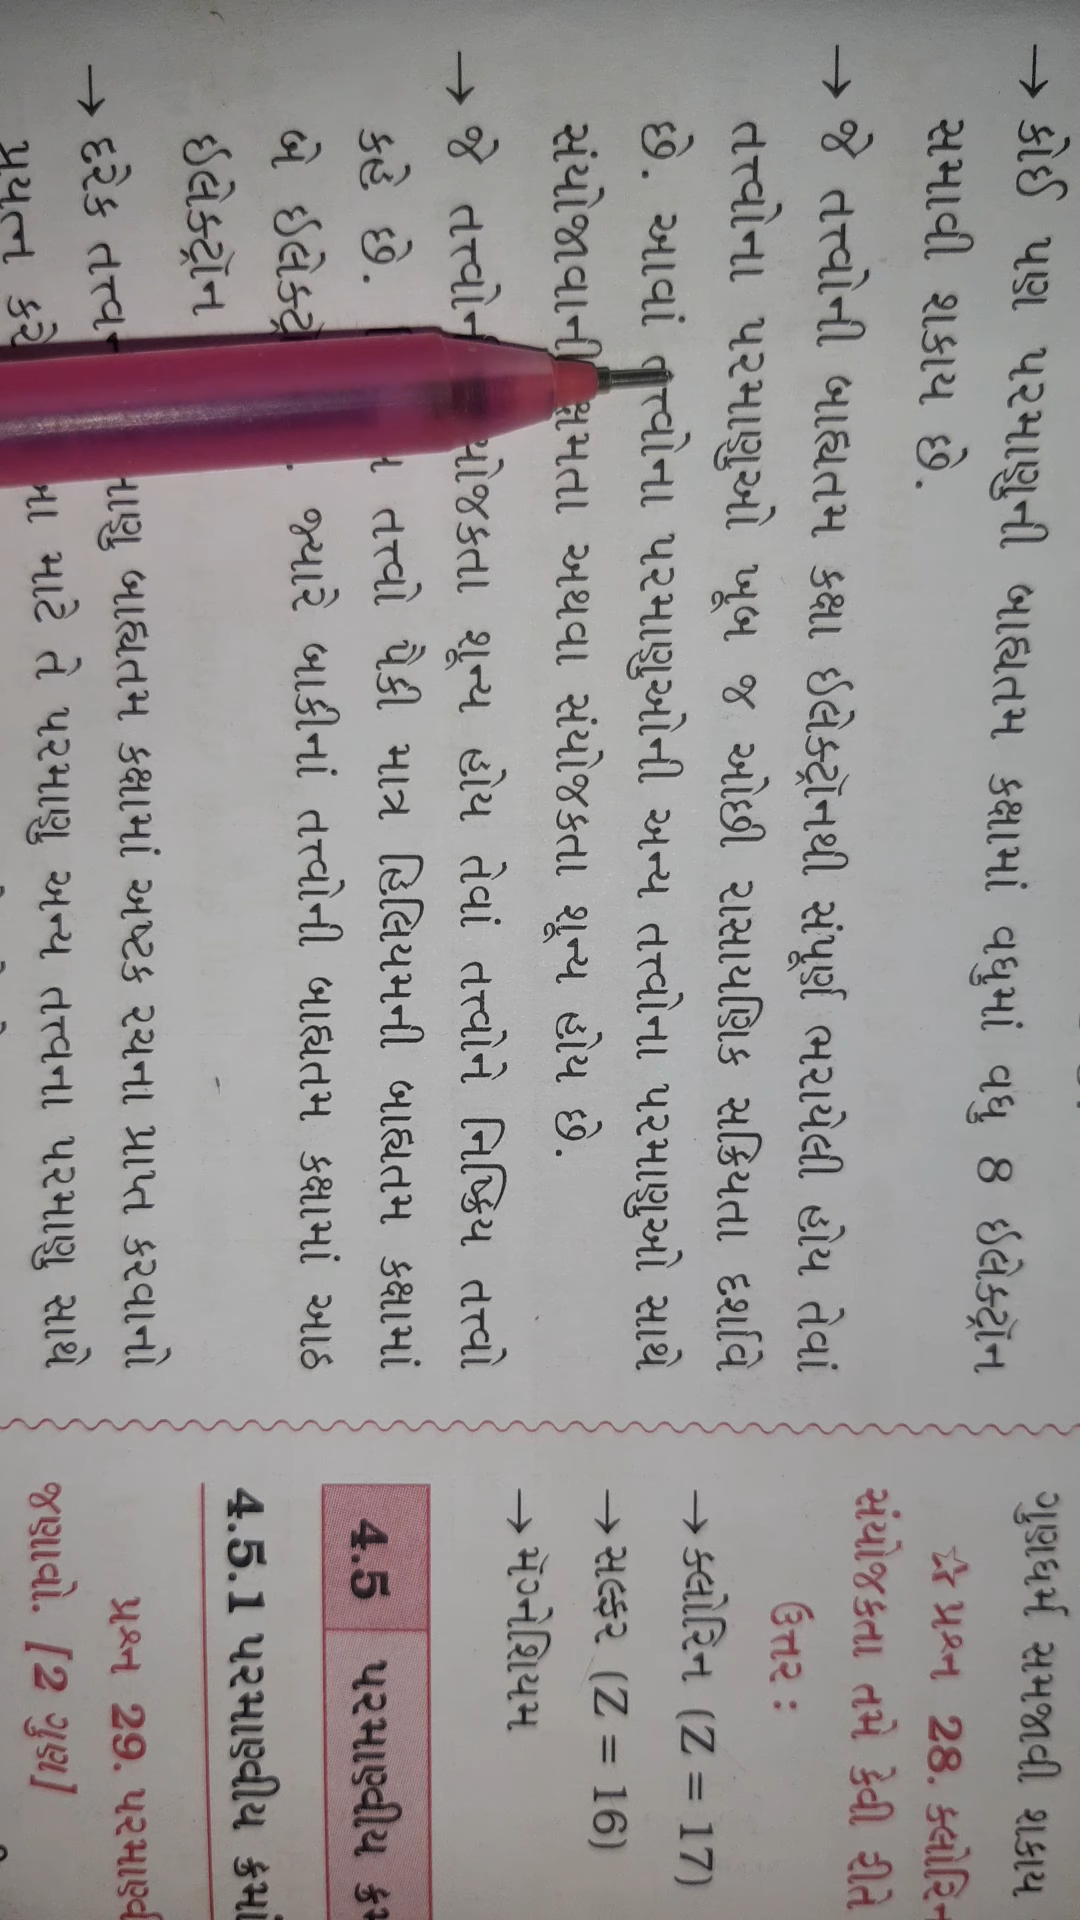 → કોઈ પણ પરમાણુની બાહ્યતમ કક્ષામાં વધુમાં વધુ 8 ઇલેક્ટ્રૉન
સમાવી શકાય છે.
→ જે તત્ત્વોની બાહ્યતમ કક્ષા ઇલેક્ટ્રૉનથી સંપૂર્ણ ભરાયેલી હોય તેવાં
તત્ત્વોના પરમાણુઓ ખૂબ જ ઓછી રાસાયણિક સક્રિયતા દર્શાવે
છે. આવાં તત્ત્વોના પરમાણુઓની અન્ય તત્ત્વોના પરમાણુઓ સાથે
સંયોજાવાની ક્ષમતા અથવા સંયોજકતા શૂન્ય હોય છે.
→ જે સંયોજકતા શૂન્ય હોય તેવાં તત્ત્વોને નિષ્ક્રિય તત્ત્વો
કહે છે. તત્ત્વો પૈકી માત્ર હિલિયમની બાહ્યતમ કક્ષામાં
બે જ્યારે બાકીનાં તત્ત્વોની બાહ્યતમ કક્ષામાં આઠ
ઇલેક્ટ્રૉન
→ દરેક બાહ્યતમ કક્ષામાં અષ્ટક રચના પ્રાપ્ત કરવાનો
પ્રયત્ન માટે તે પરમાણુ અન્ય તત્ત્વના પરમાણુ સાથે
ગુણધર્મ સમજાવી શકાય
☆ પ્રશ્ન 28. ક્લોરિન
સંયોજકતા તમે કેવી રીતે
ઉત્તર :
→ ક્લોરિન (Z = 17)
→ સલ્ફર (Z = 16)
→ મૅગ્નેશિયમ
4.5 પરમાણ્વીય
4.5.1 પરમાણ્વીય ક્રમાં
પ્રશ્ન 29. પરમાણ્વી
જણાવો. [2 ગુણ]